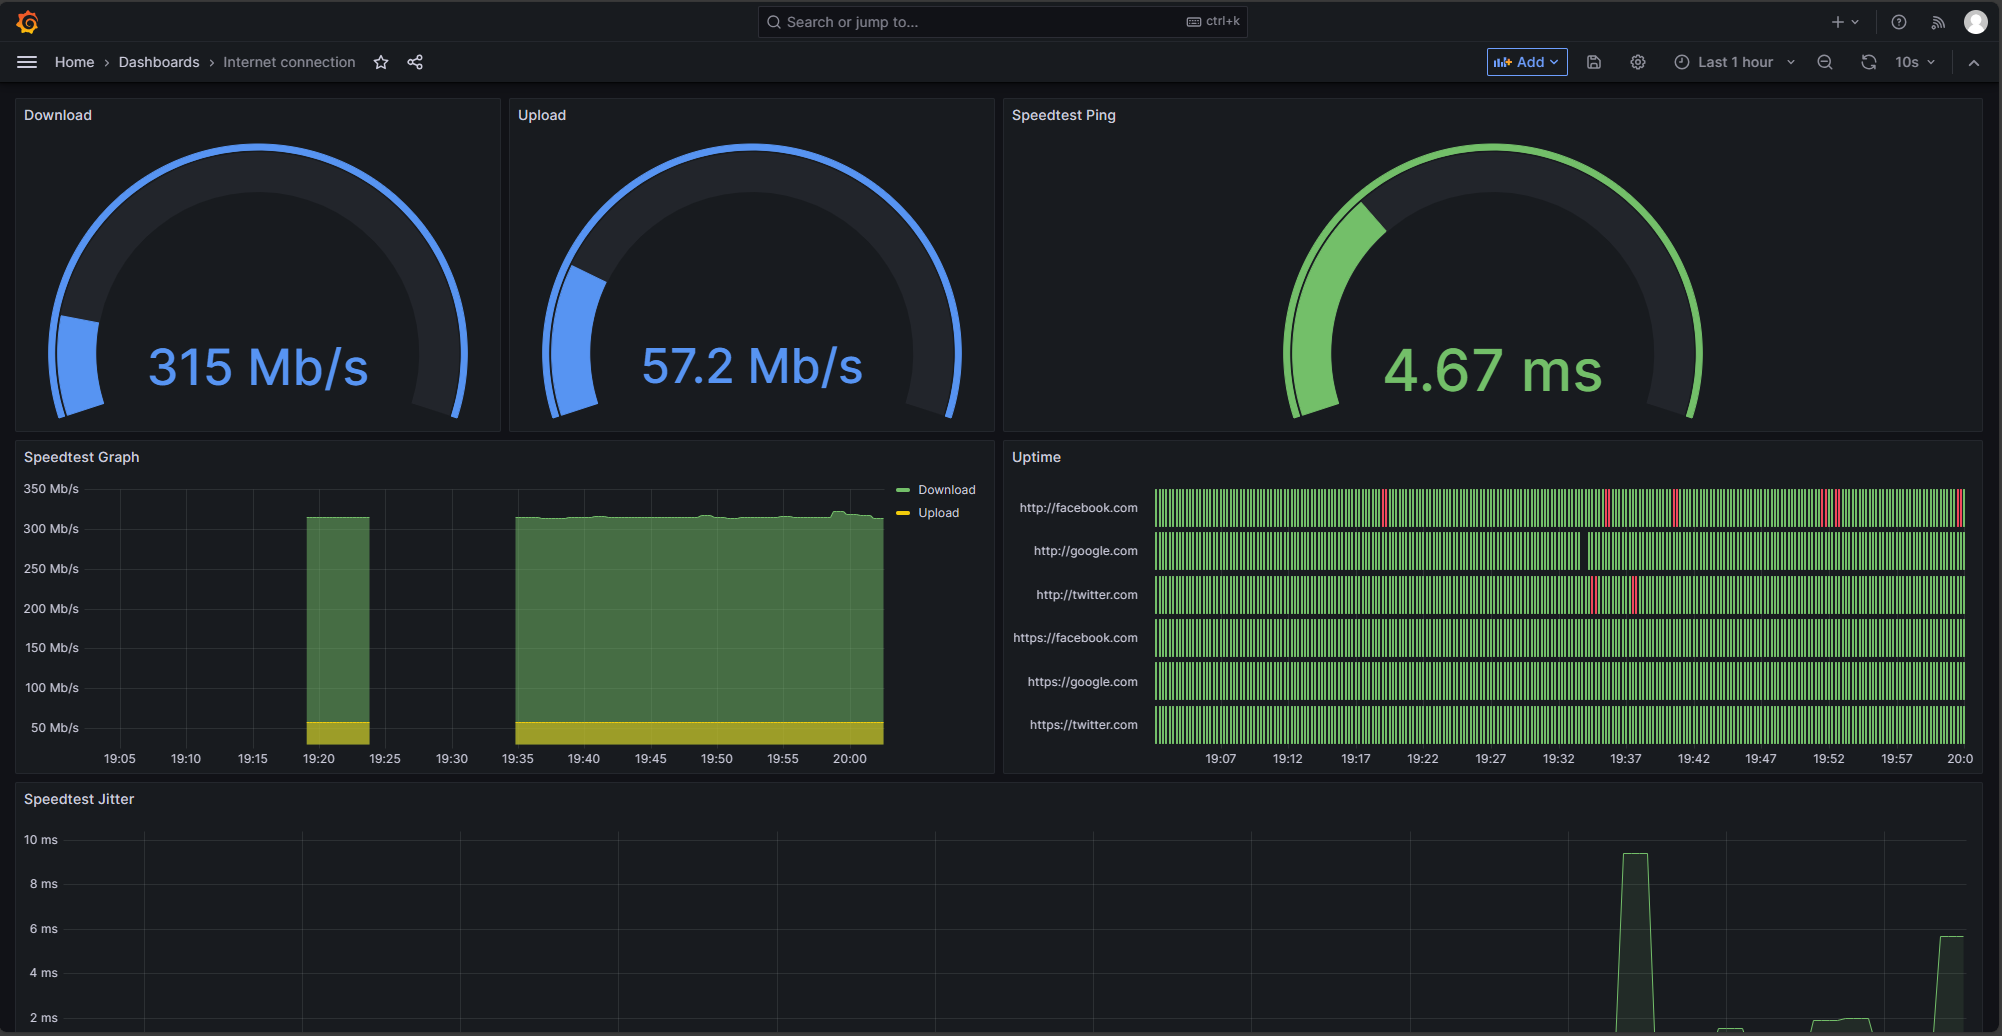 Search or jump to... ctrl+k
Home › Dashboards › Internet connection
Add
Last 1 hour
10s
Download
315 Mb/s
Upload
57.2 Mb/s
Speedtest Ping
4.67 ms
Speedtest Graph
350 Mb/s
300 Mb/s
250 Mb/s
200 Mb/s
150 Mb/s
100 Mb/s
50 Mb/s
19:05 19:10 19:15 19:20 19:25 19:30 19:35 19:40 19:45 19:50 19:55 20:00
Download
Upload
Uptime
http://facebook.com
http://google.com
http://twitter.com
https://facebook.com
https://google.com
https://twitter.com
19:07 19:12 19:17 19:22 19:27 19:32 19:37 19:42 19:47 19:52 19:57 20:0
Speedtest Jitter
10 ms
8 ms
6 ms
4 ms
2 ms